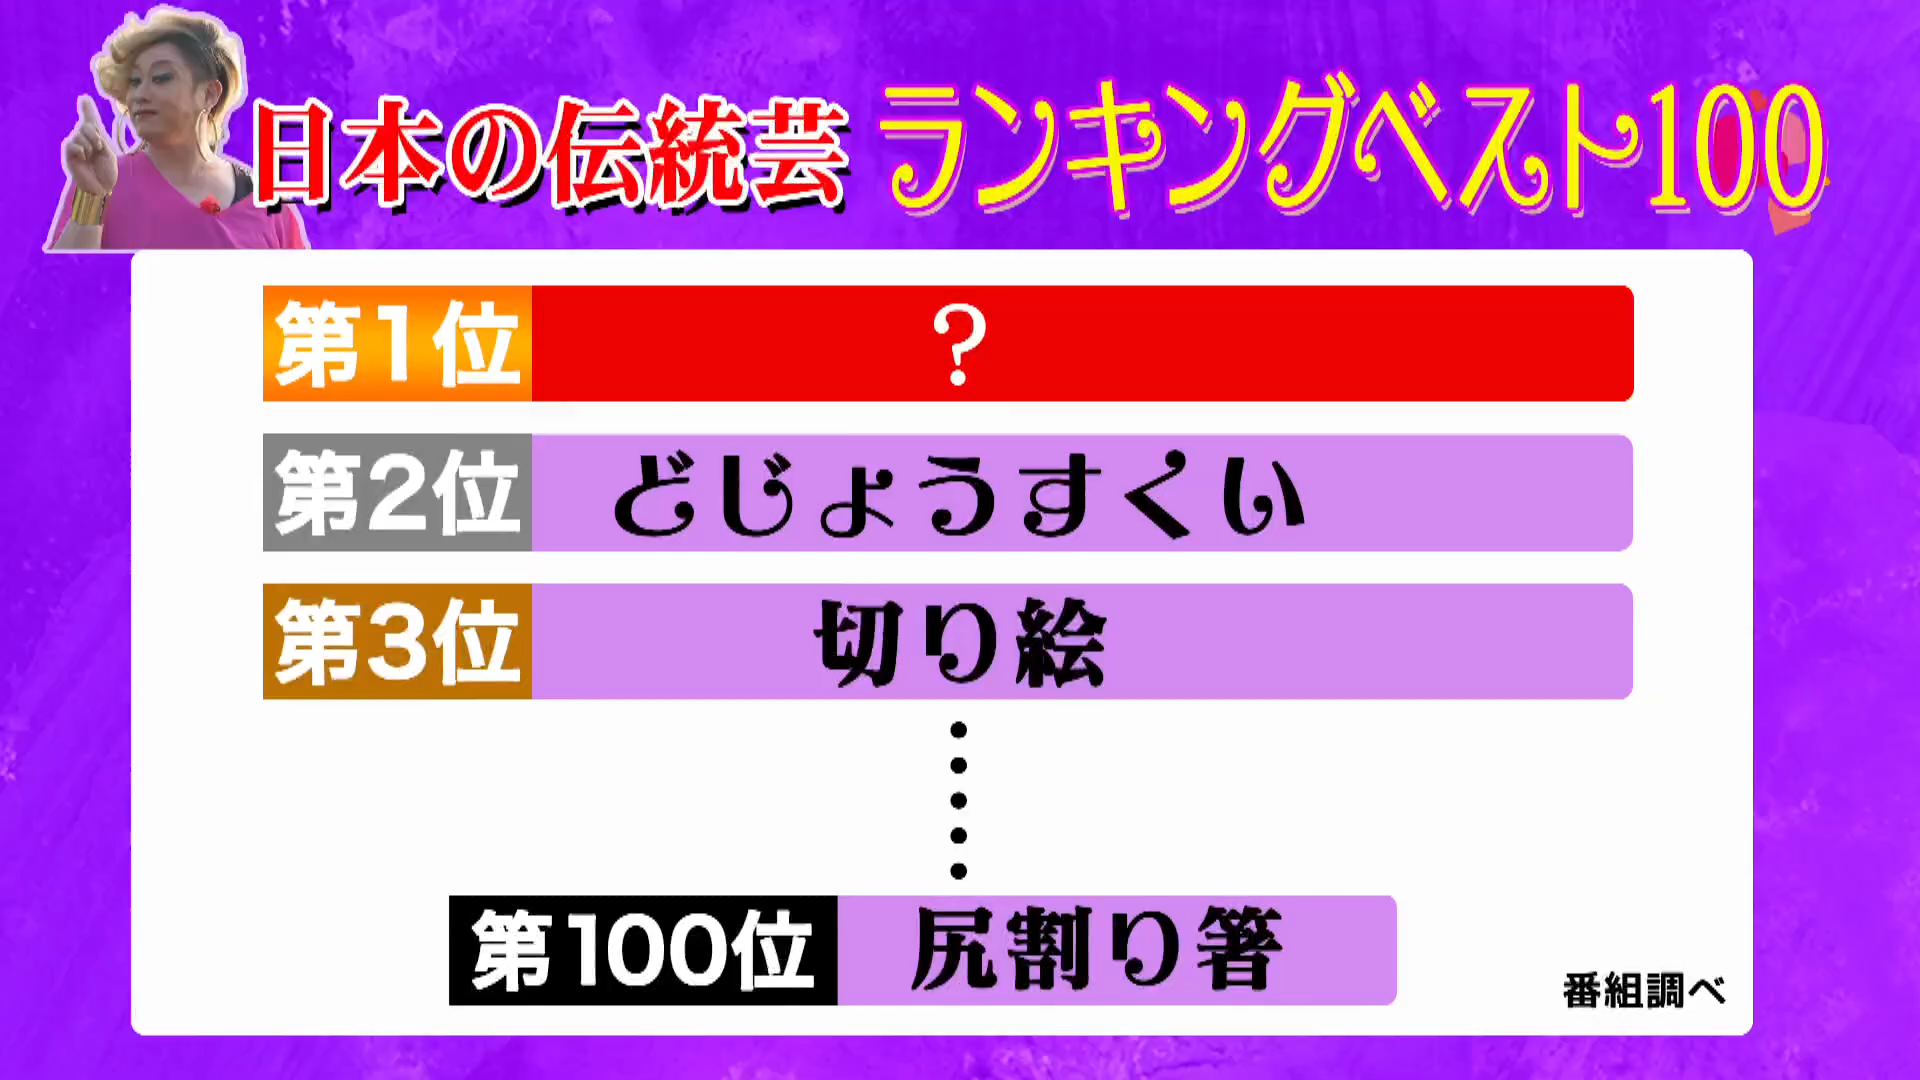 日本の伝統芸 ランキングベスト100
第1位 ?
第2位 どじょうすくい
第3位 切り絵
第100位 尻割り箸
番組調べ